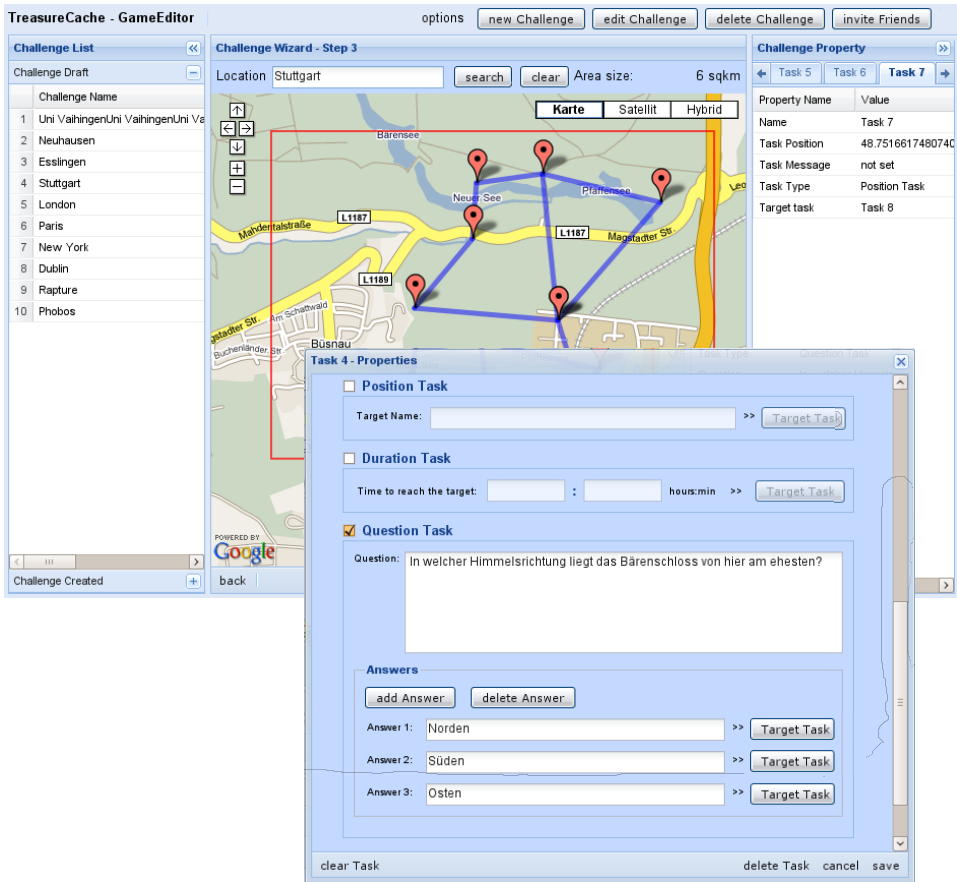 TreasureCache - GameEditor
options
new Challenge
edit Challenge
delete Challenge
invite Friends
Challenge List
Challenge Draft
Challenge Name
1 Uni VaihingenUni VaihingenUni Va
2 Neuhausen
3 Esslingen
4 Stuttgart
5 London
6 Paris
7 New York
8 Dublin
9 Rapture
10 Phobos
Challenge Created
Challenge Wizard - Step 3
Location Stuttgart
search
clear
Area size: 6 sqkm
Karte
Satellit
Hybrid
Bärensee
Neuer See
Pfaffensee
Leo
L1187
Mahdentalstraße
L1187
Magstadter Str.
L1189
Am Schattwald
gstadter Str.
Buchenländer Str.
Büsnau
POWERED BY
Google
back
Challenge Property
Task 5
Task 6
Task 7
Property Name Value
Name Task 7
Task Position 48.7516617480740
Task Message not set
Task Type Position Task
Target task Task 8
Task Type Question Task
Task 4 - Properties
Position Task
Target Name: >> Target Task
Duration Task
Time to reach the target: : hours:min >> Target Task
Question Task
Question: In welcher Himmelsrichtung liegt das Bärenschloss von hier am ehesten?
Answers
add Answer
delete Answer
Answer 1: Norden >> Target Task
Answer 2: Süden >> Target Task
Answer 3: Osten >> Target Task
clear Task
delete Task cancel save